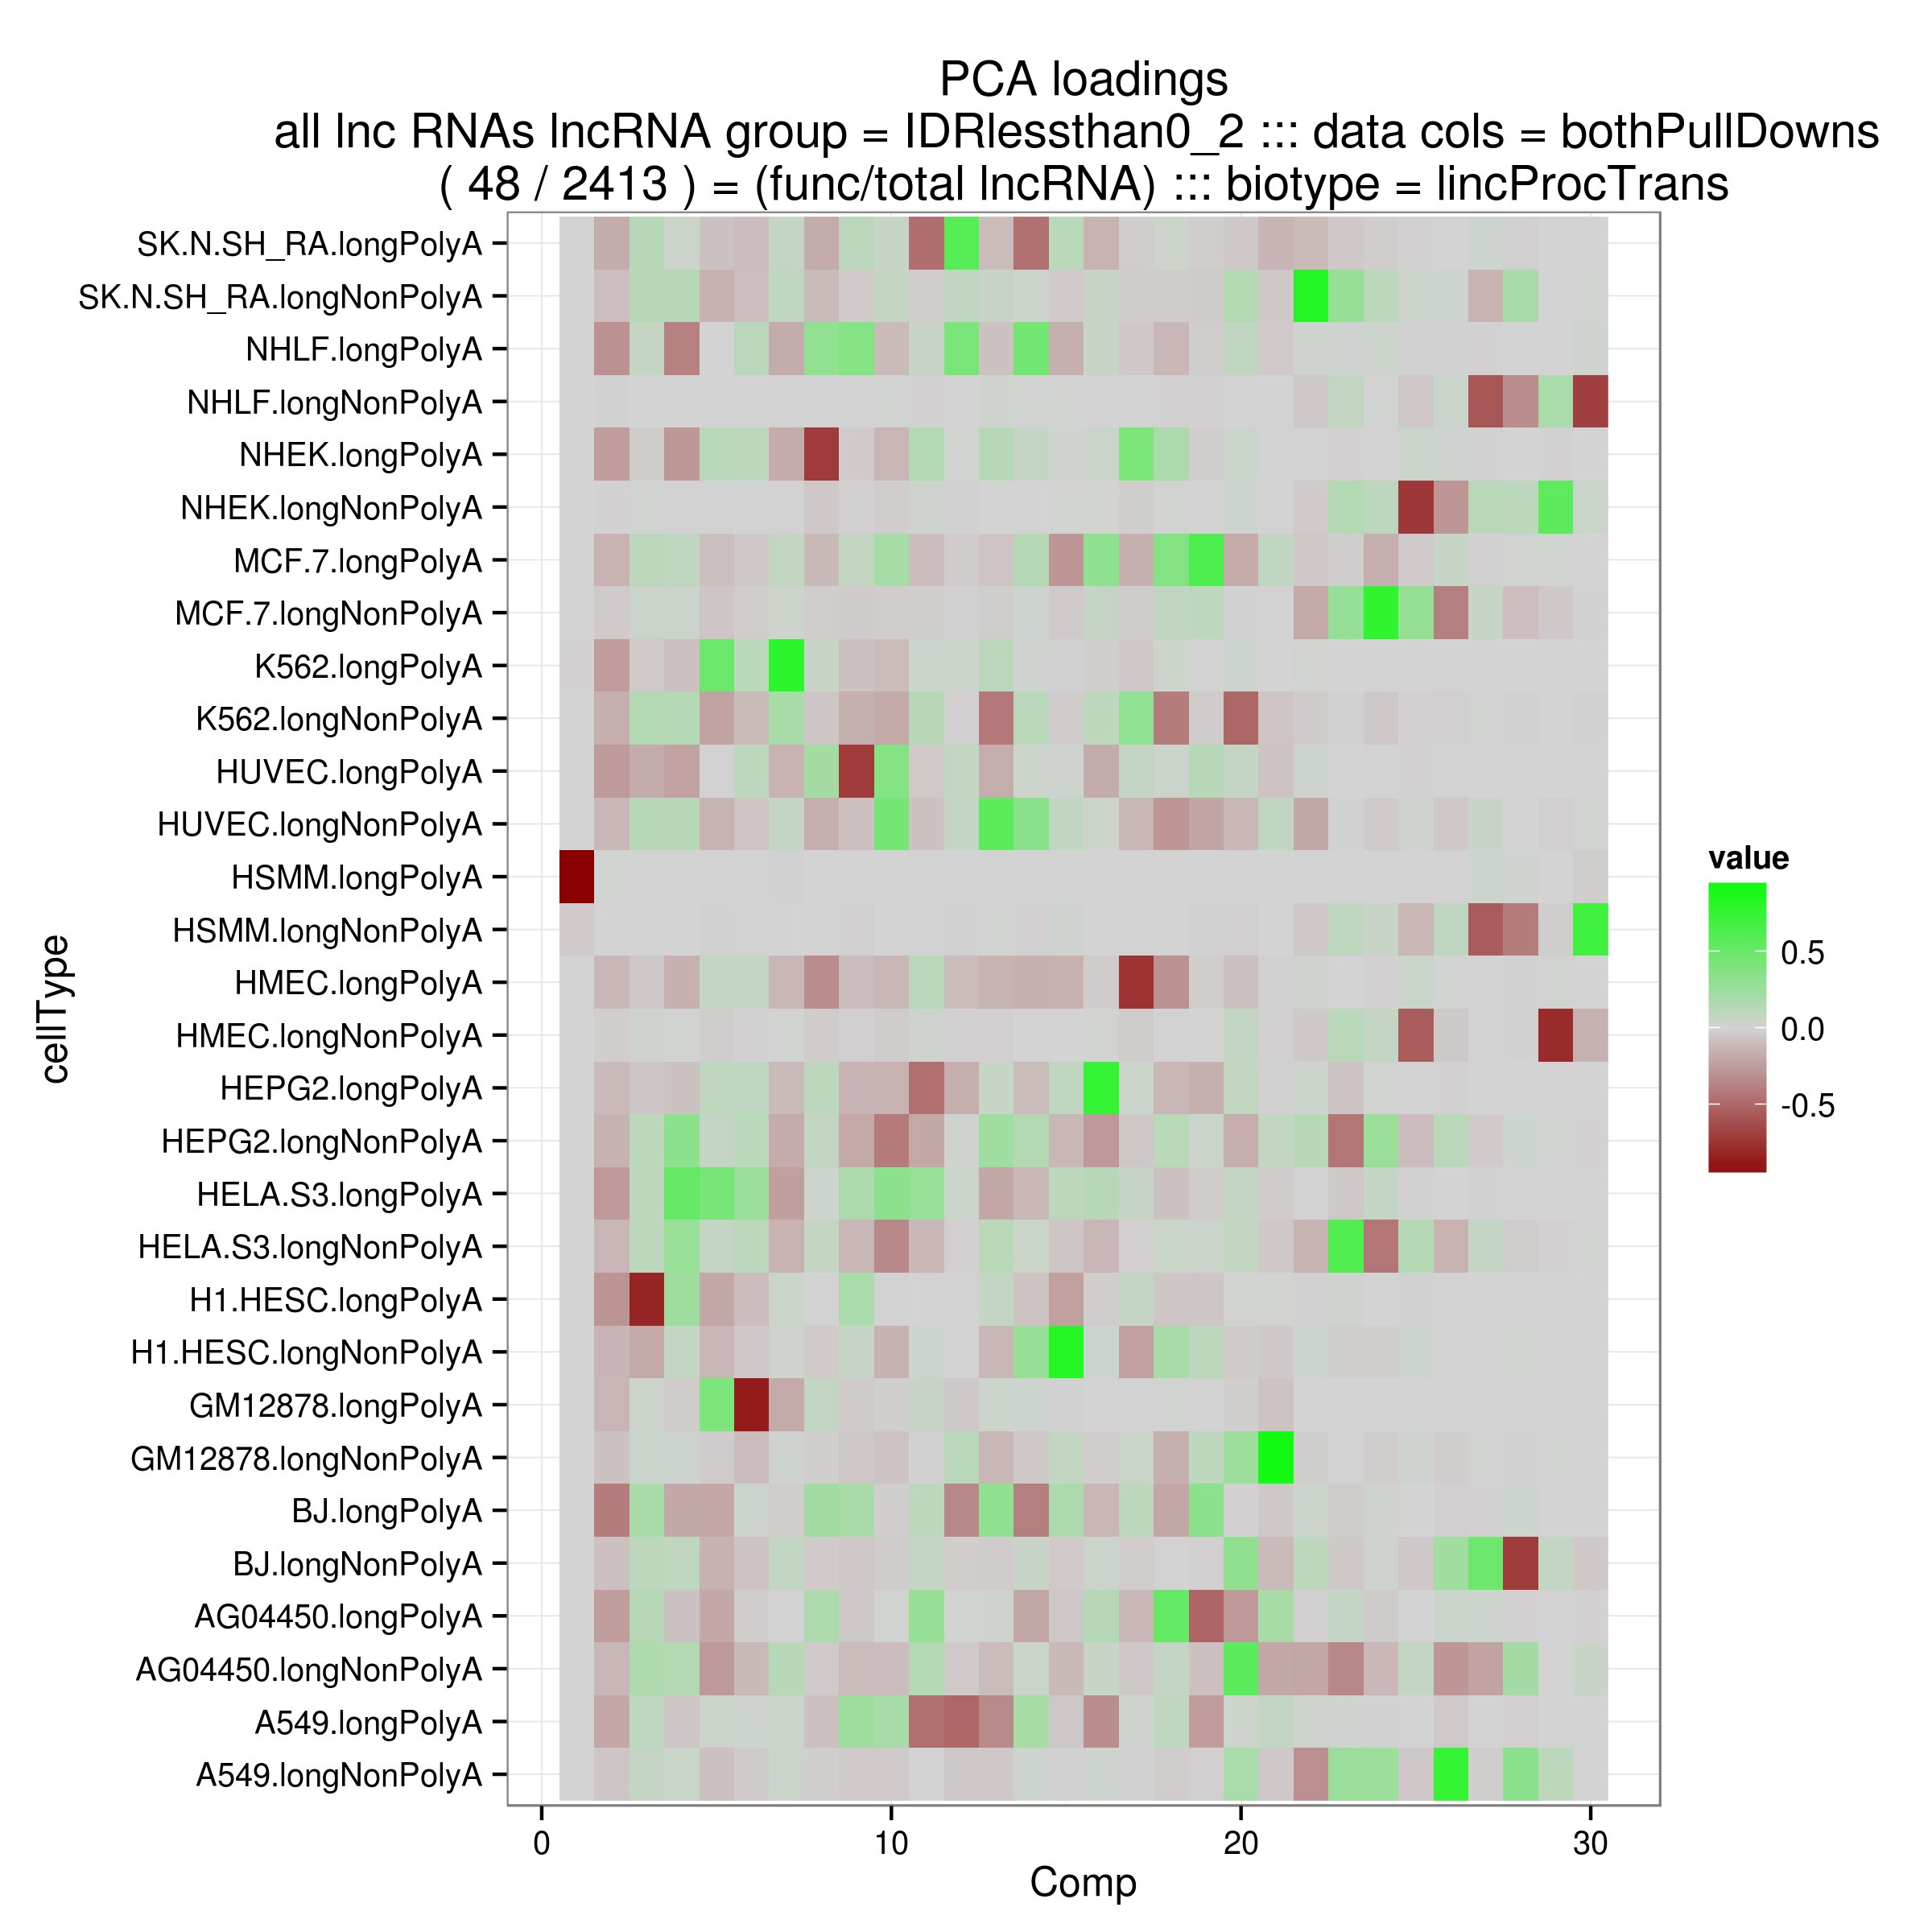 PCA loadings
all lnc RNAs lncRNA group = IDRlessthan0_2 ::: data cols = bothPullDowns
( 48 / 2413 ) = (func/total lncRNA) ::: biotype = lincProcTrans
SK.N.SH_RA.longPolyA
SK.N.SH_RA.longNonPolyA
NHLF.longPolyA
NHLF.longNonPolyA
NHEK.longPolyA
NHEK.longNonPolyA
MCF.7.longPolyA
MCF.7.longNonPolyA
K562.longPolyA
K562.longNonPolyA
HUVEC.longPolyA
HUVEC.longNonPolyA
HSMM.longPolyA
HSMM.longNonPolyA
HMEC.longPolyA
HMEC.longNonPolyA
HEPG2.longPolyA
HEPG2.longNonPolyA
HELA.S3.longPolyA
HELA.S3.longNonPolyA
H1.HESC.longPolyA
H1.HESC.longNonPolyA
GM12878.longPolyA
GM12878.longNonPolyA
BJ.longPolyA
BJ.longNonPolyA
AG04450.longPolyA
AG04450.longNonPolyA
A549.longPolyA
A549.longNonPolyA
cellType
0 10 20 30
Comp
value
0.5
0.0
-0.5